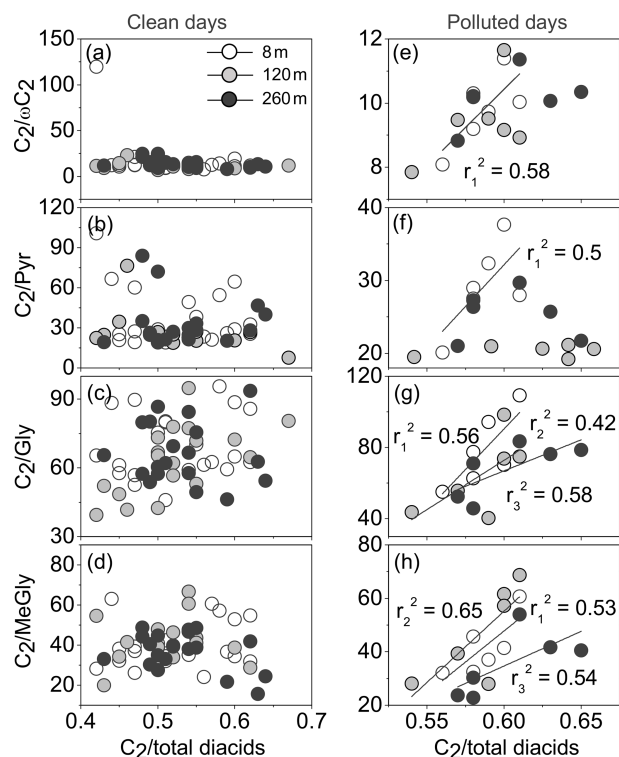 Clean days
Polluted days
(a)
8 m
120 m
260 m
150
125
100
75
50
25
0
C₂/ωC₂
(e)
12
10
8
r₁² = 0.58
(b)
120
90
60
30
0
C₂/Pyr
(f)
40
30
20
r₁² = 0.5
(c)
90
60
30
C₂/Gly
(g)
120
80
40
r₁² = 0.56
r₂² = 0.42
r₃² = 0.58
(d)
80
60
40
20
0
C₂/MeGly
(h)
80
60
40
20
r₂² = 0.65
r₁² = 0.53
r₃² = 0.54
0.4 0.5 0.6 0.7
0.55 0.60 0.65
C₂/total diacids
C₂/total diacids